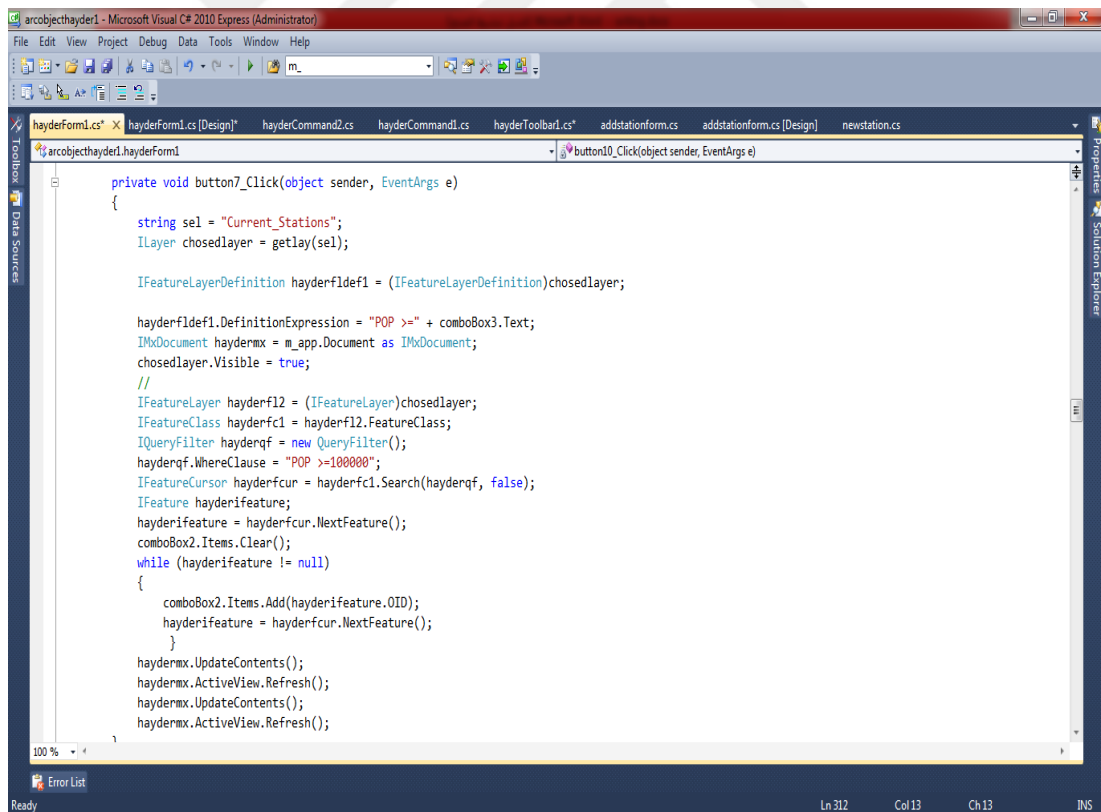 arcobjecthayder1 - Microsoft Visual C# 2010 Express (Administrator)
File Edit View Project Debug Data Tools Window Help
m_
hayderForm1.cs* X hayderForm1.cs [Design]* hayderCommand2.cs hayderCommand1.cs hayderToolbar1.cs* addstationform.cs addstationform.cs [Design] newstation.cs
arcobjecthayder1.hayderForm1 button10_Click(object sender, EventArgs e)
Toolbox
Data Sources
Properties
Solution Explorer
private void button7_Click(object sender, EventArgs e)
{
string sel = "Current_Stations";
ILayer chosedlayer = getlay(sel);
IFeatureLayerDefinition hayderfldef1 = (IFeatureLayerDefinition)chosedlayer;
hayderfldef1.DefinitionExpression = "POP >=" + comboBox3.Text;
IMxDocument haydermx = m_app.Document as IMxDocument;
chosedlayer.Visible = true;
//
IFeatureLayer hayderfl2 = (IFeatureLayer)chosedlayer;
IFeatureClass hayderfc1 = hayderfl2.FeatureClass;
IQueryFilter hayderqf = new QueryFilter();
hayderqf.WhereClause = "POP >=100000";
IFeatureCursor hayderfcur = hayderfc1.Search(hayderqf, false);
IFeature hayderifeature;
hayderifeature = hayderfcur.NextFeature();
comboBox2.Items.Clear();
while (hayderifeature != null)
{
comboBox2.Items.Add(hayderifeature.OID);
hayderifeature = hayderfcur.NextFeature();
}
haydermx.UpdateContents();
haydermx.ActiveView.Refresh();
haydermx.UpdateContents();
haydermx.ActiveView.Refresh();
}
100 %
Error List
Ready Ln 312 Col 13 Ch 13 INS